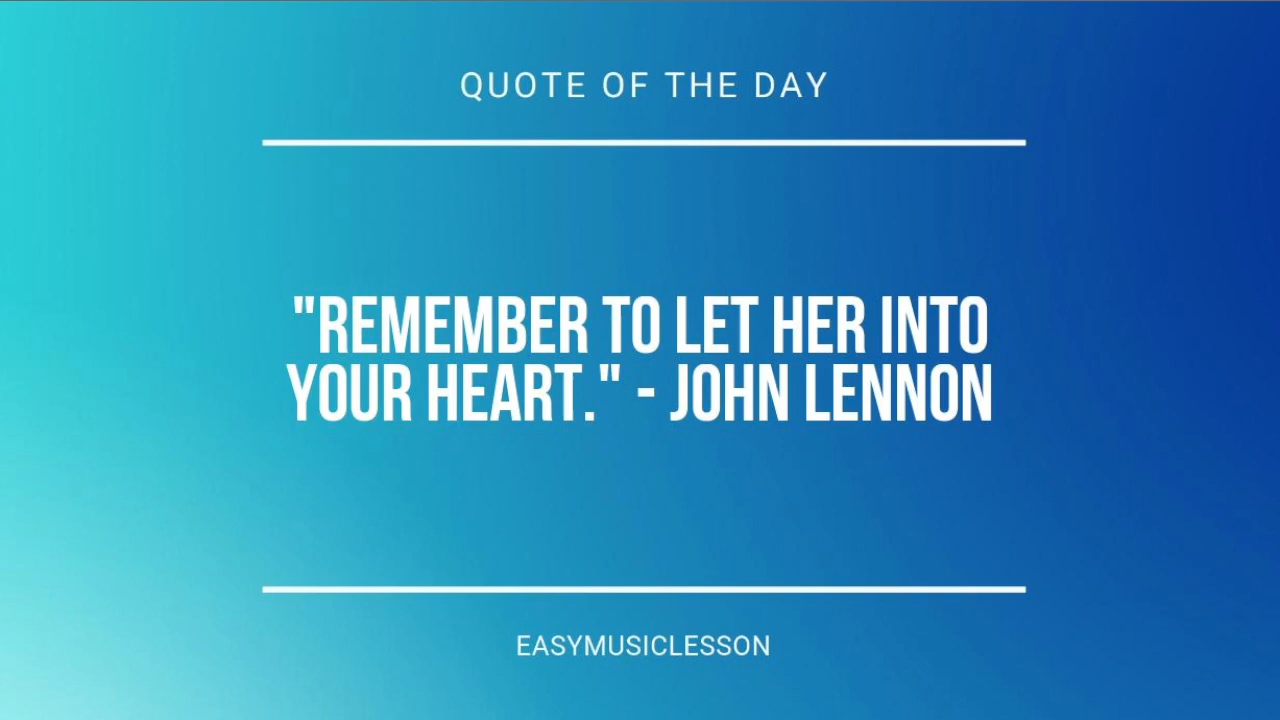 QUOTE OF THE DAY
"REMEMBER TO LET HER INTO
YOUR HEART." - JOHN LENNON
EASYMUSICLESSON